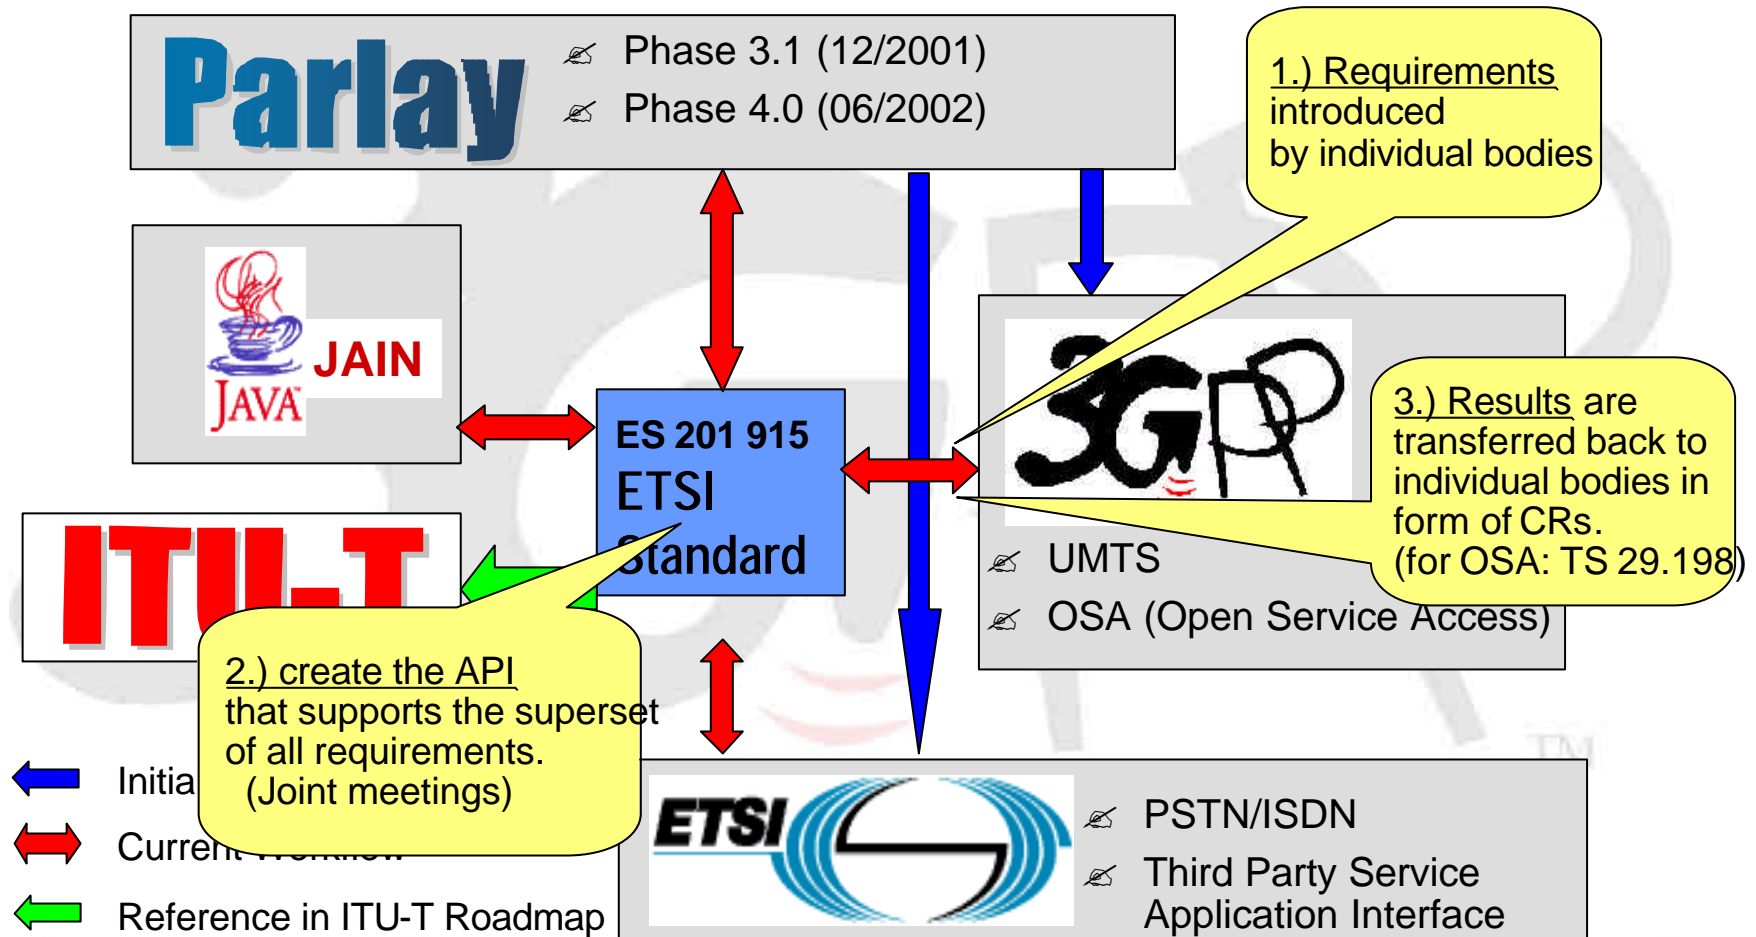 Parlay
Phase 3.1 (12/2001)
Phase 4.0 (06/2002)
1.) Requirements
introduced
by individual bodies
JAVA
JAIN
ES 201 915
ETSI
Standard
3GPP
3.) Results are
transferred back to
individual bodies in
form of CRs.
(for OSA: TS 29.198)
UMTS
OSA (Open Service Access)
ITU-T
2.) create the API
that supports the superset
of all requirements.
(Joint meetings)
Current Workflow
Reference in ITU-T Roadmap
ETSI
PSTN/ISDN
Third Party Service
Application Interface
TM